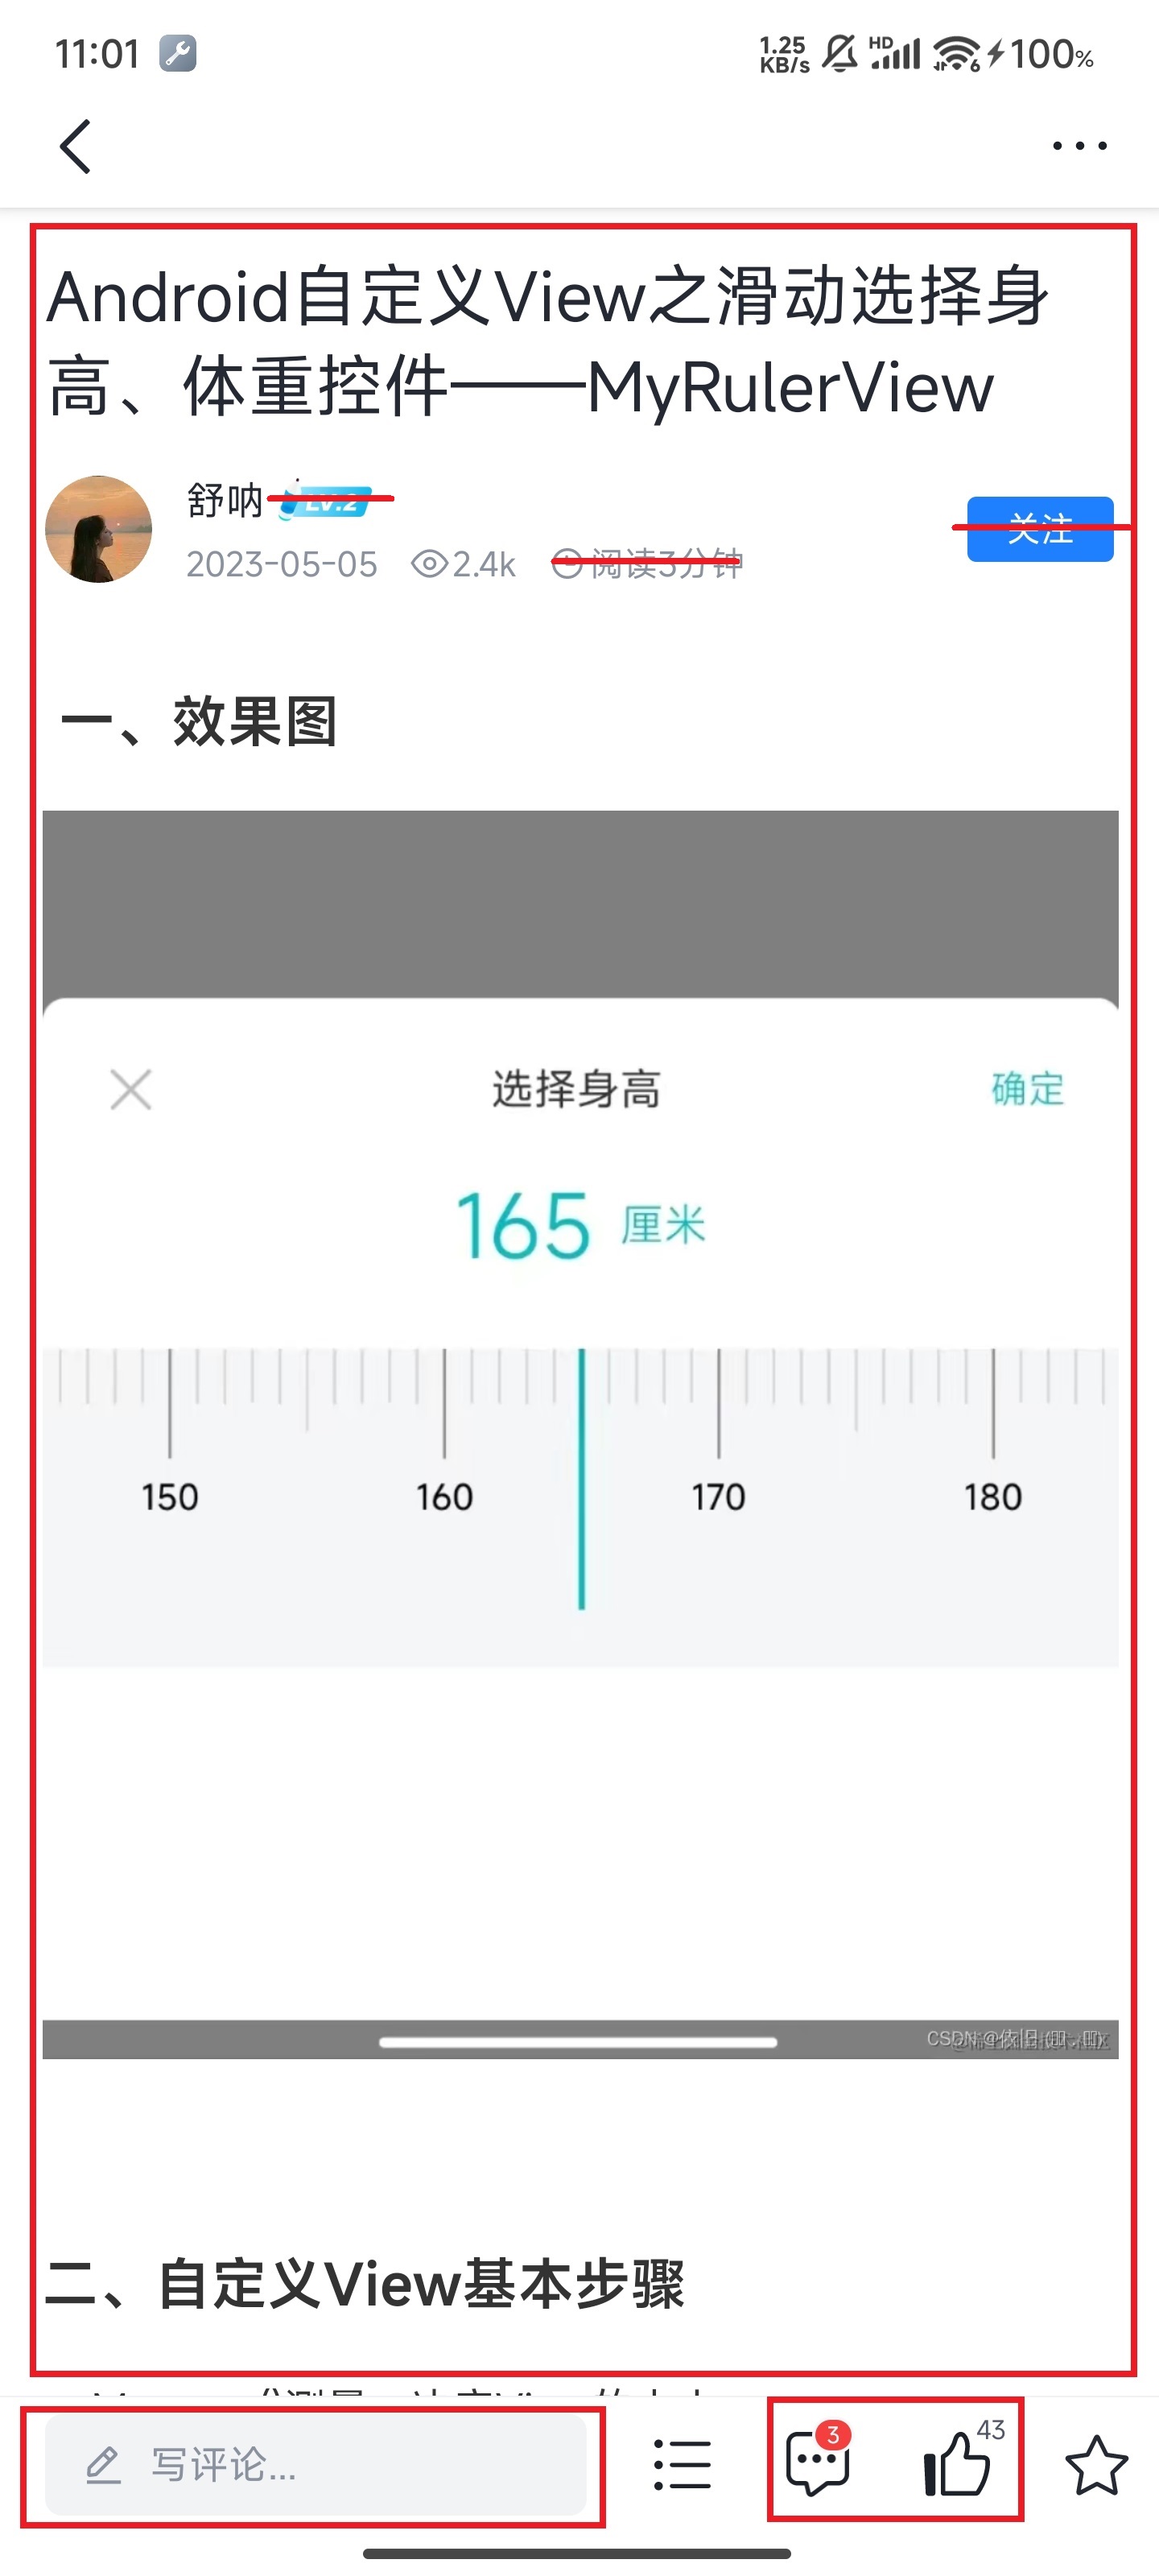 11:01
1.25 KB/s HD 6 100%
Android自定义View之滑动选择身
高、体重控件——MyRulerView
舒呐 LV.2
关注
2023-05-05 2.4k 阅读3分钟
一、效果图
选择身高 确定
165 厘米
150 160 170 180
CSDN @依旧
二、自定义View基本步骤
写评论... 3 43